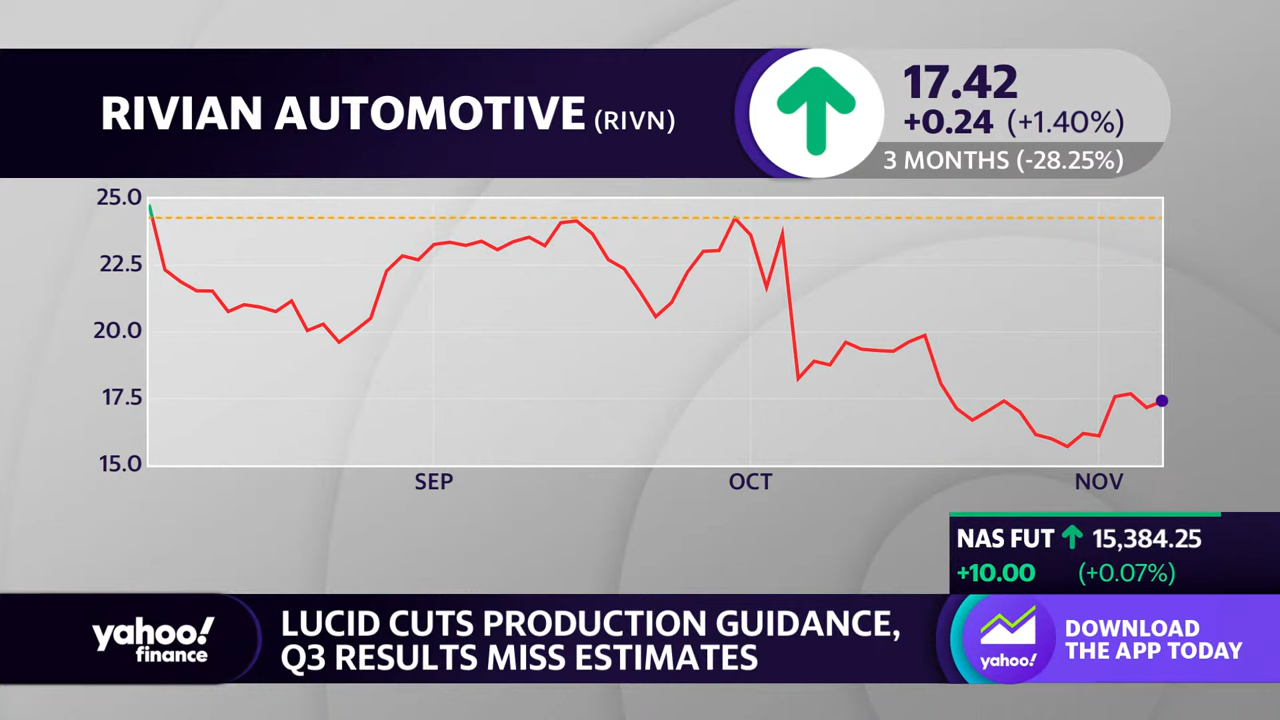 RIVIAN AUTOMOTIVE (RIVN)
17.42
+0.24 (+1.40%)
3 MONTHS (-28.25%)
25.0
22.5
20.0
17.5
15.0
SEP OCT NOV
NAS FUT 15,384.25
+10.00 (+0.07%)
yahoo!
finance
LUCID CUTS PRODUCTION GUIDANCE,
Q3 RESULTS MISS ESTIMATES
yahoo!
DOWNLOAD
THE APP TODAY